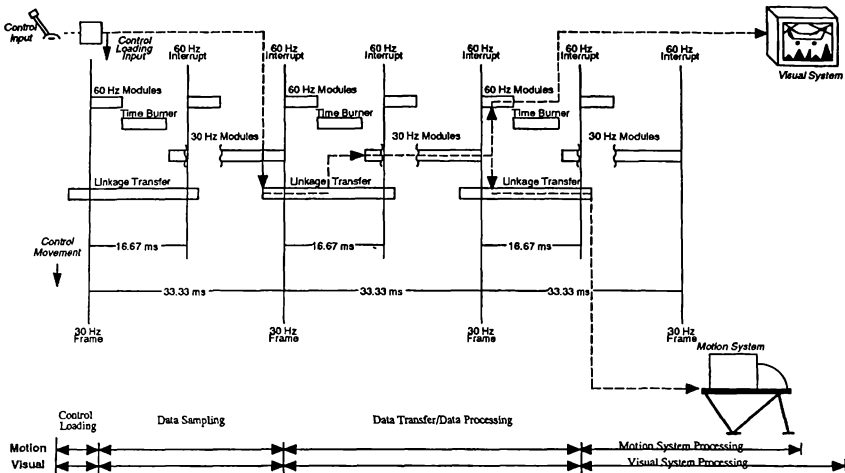 Control
Input
Control
Loading
Input
Visual System
60 Hz
Interrupt
60 Hz
Interrupt
60 Hz
Interrupt
60 Hz
Interrupt
60 Hz
Interrupt
60 Hz
Interrupt
60 Hz
Interrupt
60 Hz Modules
60 Hz Modules
60 Hz Modules
Time Burner
Time Burner
Time Burner
30 Hz Modules
30 Hz Modules
30 Hz Modules
Linkage Transfer
Linkage Transfer
Linkage Transfer
Control
Movement
16.67 ms
16.67 ms
16.67 ms
33.33 ms
33.33 ms
33.33 ms
30 Hz
Frame
30 Hz
Frame
30 Hz
Frame
30 Hz
Frame
Motion System
Control
Loading
Data Sampling
Data Transfer/Data Processing
Motion
Motion System Processing
Visual
Visual System Processing